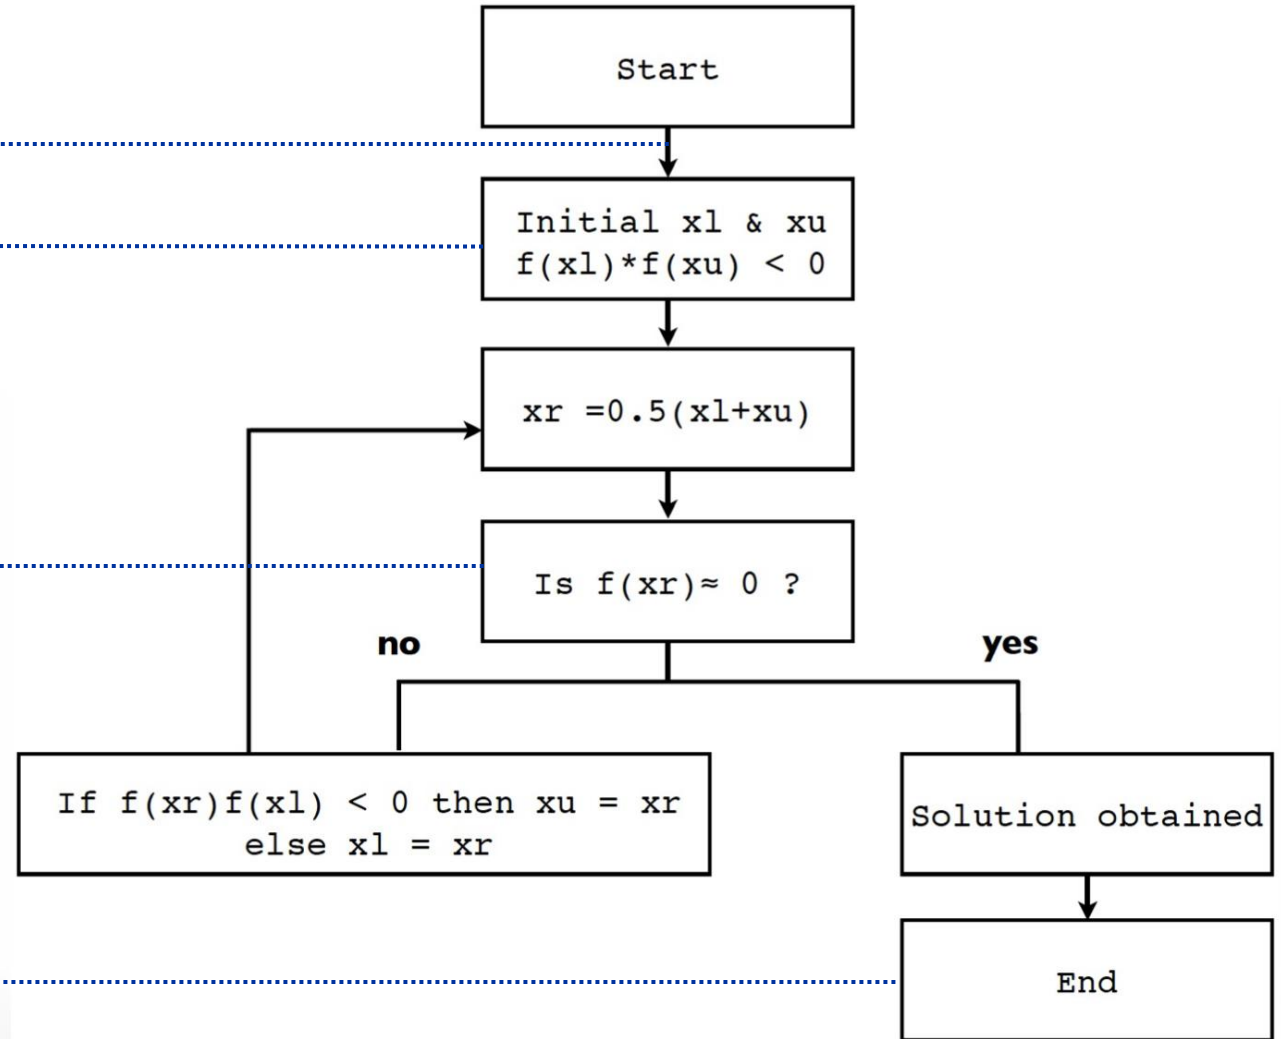 Start
Initial xl & xu
f(xl)*f(xu) < 0
xr =0.5(xl+xu)
Is f(xr)≈ 0 ?
no
yes
If f(xr)f(xl) < 0 then xu = xr
else xl = xr
Solution obtained
End